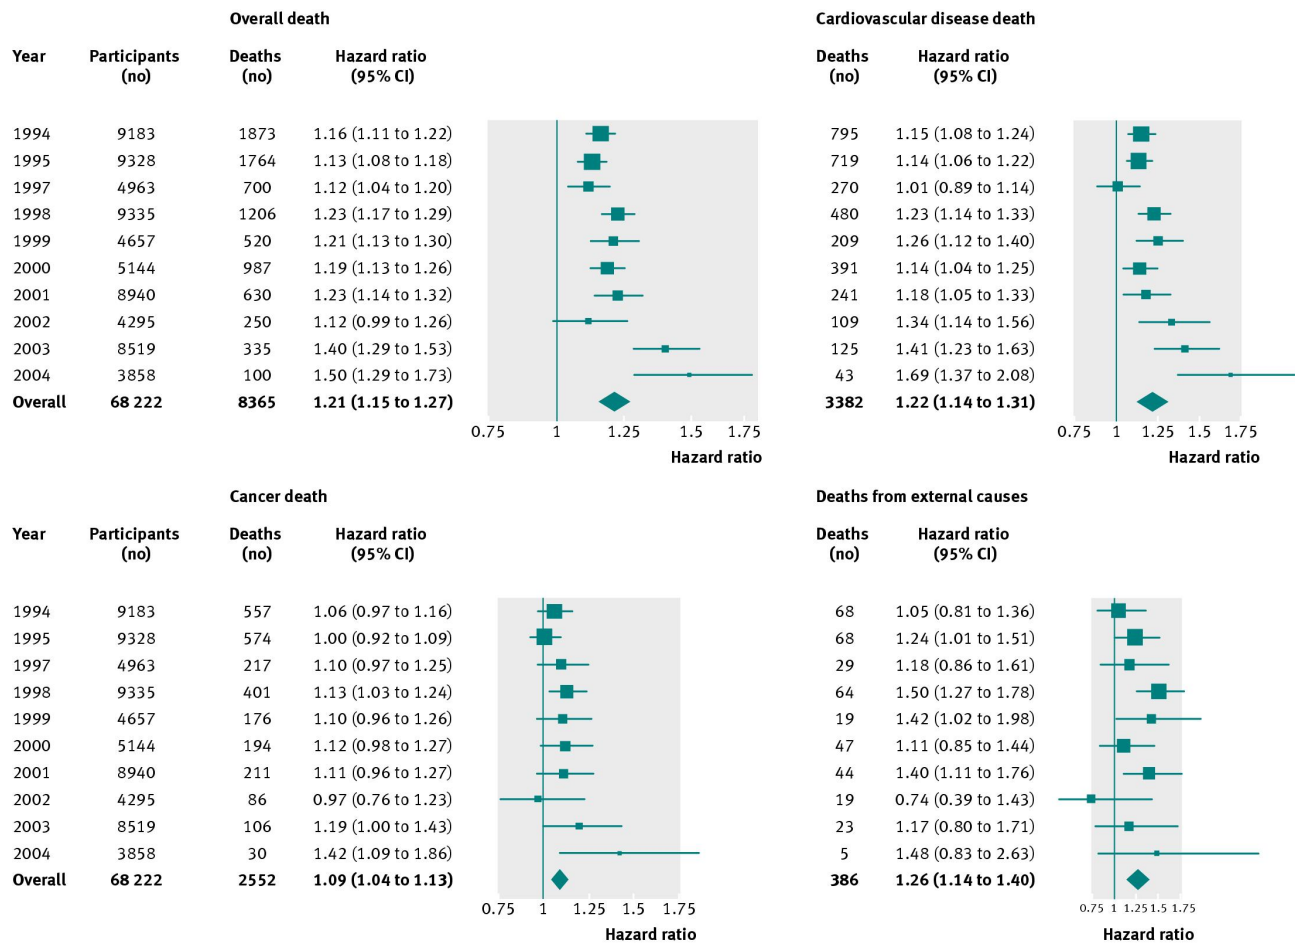 Overall death Cardiovascular disease death
Year Participants Deaths Hazard ratio Deaths Hazard ratio
(no) (no) (95% CI) (no) (95% CI)
1994 9183 1873 1.16 (1.11 to 1.22) 795 1.15 (1.08 to 1.24)
1995 9328 1764 1.13 (1.08 to 1.18) 719 1.14 (1.06 to 1.22)
1997 4963 700 1.12 (1.04 to 1.20) 270 1.01 (0.89 to 1.14)
1998 9335 1206 1.23 (1.17 to 1.29) 480 1.23 (1.14 to 1.33)
1999 4657 520 1.21 (1.13 to 1.30) 209 1.26 (1.12 to 1.40)
2000 5144 987 1.19 (1.13 to 1.26) 391 1.14 (1.04 to 1.25)
2001 8940 630 1.23 (1.14 to 1.32) 241 1.18 (1.05 to 1.33)
2002 4295 250 1.12 (0.99 to 1.26) 109 1.34 (1.14 to 1.56)
2003 8519 335 1.40 (1.29 to 1.53) 125 1.41 (1.23 to 1.63)
2004 3858 100 1.50 (1.29 to 1.73) 43 1.69 (1.37 to 2.08)
Overall 68 222 8365 1.21 (1.15 to 1.27) 3382 1.22 (1.14 to 1.31)
0.75 1 1.25 1.5 1.75 0.75 1 1.25 1.5 1.75
Hazard ratio Hazard ratio
Cancer death Deaths from external causes
Year Participants Deaths Hazard ratio Deaths Hazard ratio
(no) (no) (95% CI) (no) (95% CI)
1994 9183 557 1.06 (0.97 to 1.16) 68 1.05 (0.81 to 1.36)
1995 9328 574 1.00 (0.92 to 1.09) 68 1.24 (1.01 to 1.51)
1997 4963 217 1.10 (0.97 to 1.25) 29 1.18 (0.86 to 1.61)
1998 9335 401 1.13 (1.03 to 1.24) 64 1.50 (1.27 to 1.78)
1999 4657 176 1.10 (0.96 to 1.26) 19 1.42 (1.02 to 1.98)
2000 5144 194 1.12 (0.98 to 1.27) 47 1.11 (0.85 to 1.44)
2001 8940 211 1.11 (0.96 to 1.27) 44 1.40 (1.11 to 1.76)
2002 4295 86 0.97 (0.76 to 1.23) 19 0.74 (0.39 to 1.43)
2003 8519 106 1.19 (1.00 to 1.43) 23 1.17 (0.80 to 1.71)
2004 3858 30 1.42 (1.09 to 1.86) 5 1.48 (0.83 to 2.63)
Overall 68 222 2552 1.09 (1.04 to 1.13) 386 1.26 (1.14 to 1.40)
0.75 1 1.25 1.5 1.75 0.75 1 1.25 1.5 1.75
Hazard ratio Hazard ratio